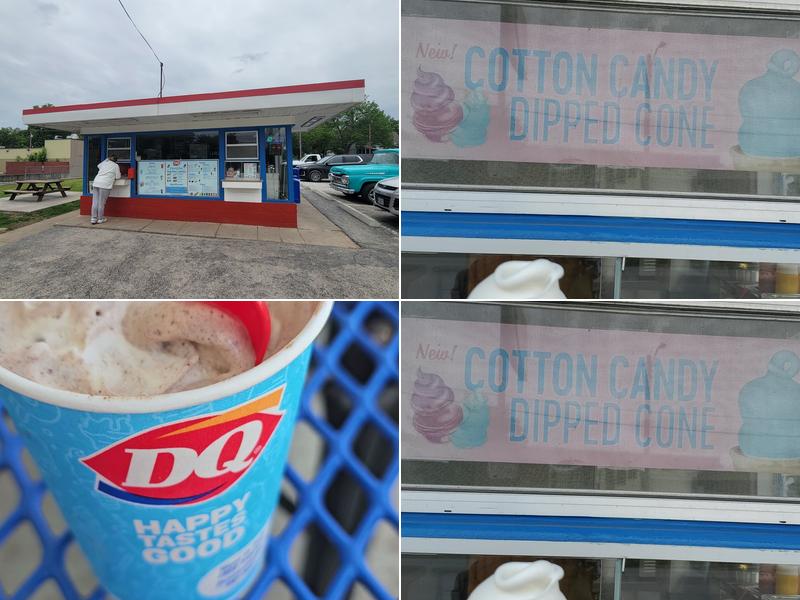 New!
COTTON CANDY
DIPPED CONE
DQ
HAPPY
TASTES
GOOD
New!
COTTON CANDY
DIPPED CONE